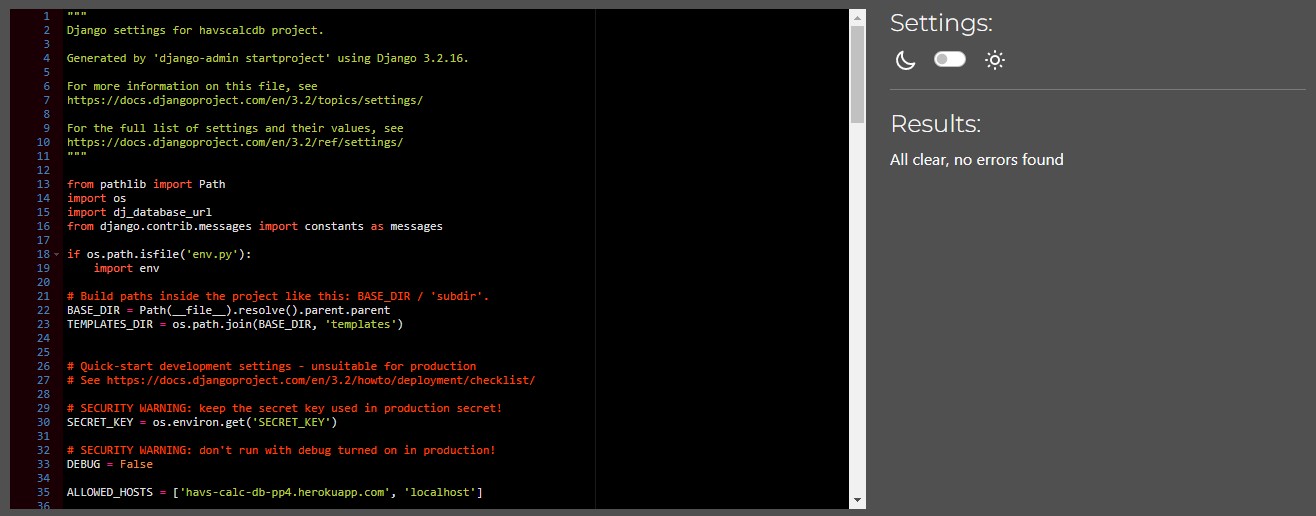 1 """
2 Django settings for havscalcdb project.
3
4 Generated by 'django-admin startproject' using Django 3.2.16.
5
6 For more information on this file, see
7 https://docs.djangoproject.com/en/3.2/topics/settings/
8
9 For the full list of settings and their values, see
10 https://docs.djangoproject.com/en/3.2/ref/settings/
11 """
12
13 from pathlib import Path
14 import os
15 import dj_database_url
16 from django.contrib.messages import constants as messages
17
18 if os.path.isfile('env.py'):
19     import env
20
21 # Build paths inside the project like this: BASE_DIR / 'subdir'.
22 BASE_DIR = Path(__file__).resolve().parent.parent
23 TEMPLATES_DIR = os.path.join(BASE_DIR, 'templates')
24
25
26 # Quick-start development settings - unsuitable for production
27 # See https://docs.djangoproject.com/en/3.2/howto/deployment/checklist/
28
29 # SECURITY WARNING: keep the secret key used in production secret!
30 SECRET_KEY = os.environ.get('SECRET_KEY')
31
32 # SECURITY WARNING: don't run with debug turned on in production!
33 DEBUG = False
34
35 ALLOWED_HOSTS = ['havs-calc-db-pp4.herokuapp.com', 'localhost']
36
Settings:
Results:
All clear, no errors found